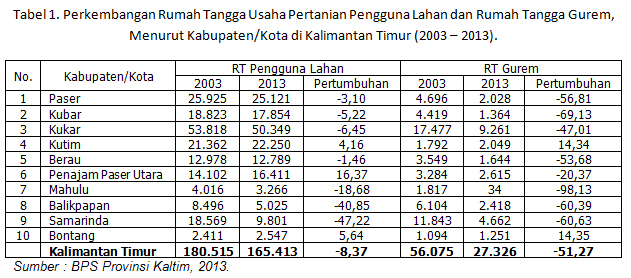 Tabel 1. Perkembangan Rumah Tangga Usaha Pertanian Pengguna Lahan dan Rumah Tangga Gurem,
Menurut Kabupaten/Kota di Kalimantan Timur (2003 – 2013).
No. Kabupaten/Kota RT Pengguna Lahan RT Gurem
2003 2013 Pertumbuhan 2003 2013 Pertumbuhan
1 Paser 25.925 25.121 -3,10 4.696 2.028 -56,81
2 Kubar 18.823 17.854 -5,22 4.419 1.364 -69,13
3 Kukar 53.818 50.349 -6,45 17.477 9.261 -47,01
4 Kutim 21.362 22.250 4,16 1.792 2.049 14,34
5 Berau 12.978 12.789 -1,46 3.549 1.644 -53,68
6 Penajam Paser Utara 14.102 16.411 16,37 3.284 2.615 -20,37
7 Mahulu 4.016 3.266 -18,68 1.817 34 -98,13
8 Balikpapan 8.496 5.025 -40,85 6.104 2.418 -60,39
9 Samarinda 18.569 9.801 -47,22 11.843 4.662 -60,63
10 Bontang 2.411 2.547 5,64 1.094 1.251 14,35
Kalimantan Timur 180.515 165.413 -8,37 56.075 27.326 -51,27
Sumber : BPS Provinsi Kaltim, 2013.